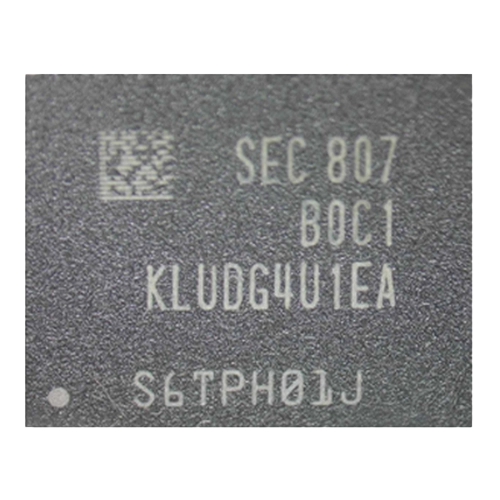 SEC 807
B0C1
KLUDG4U1EA
S6TPH01J